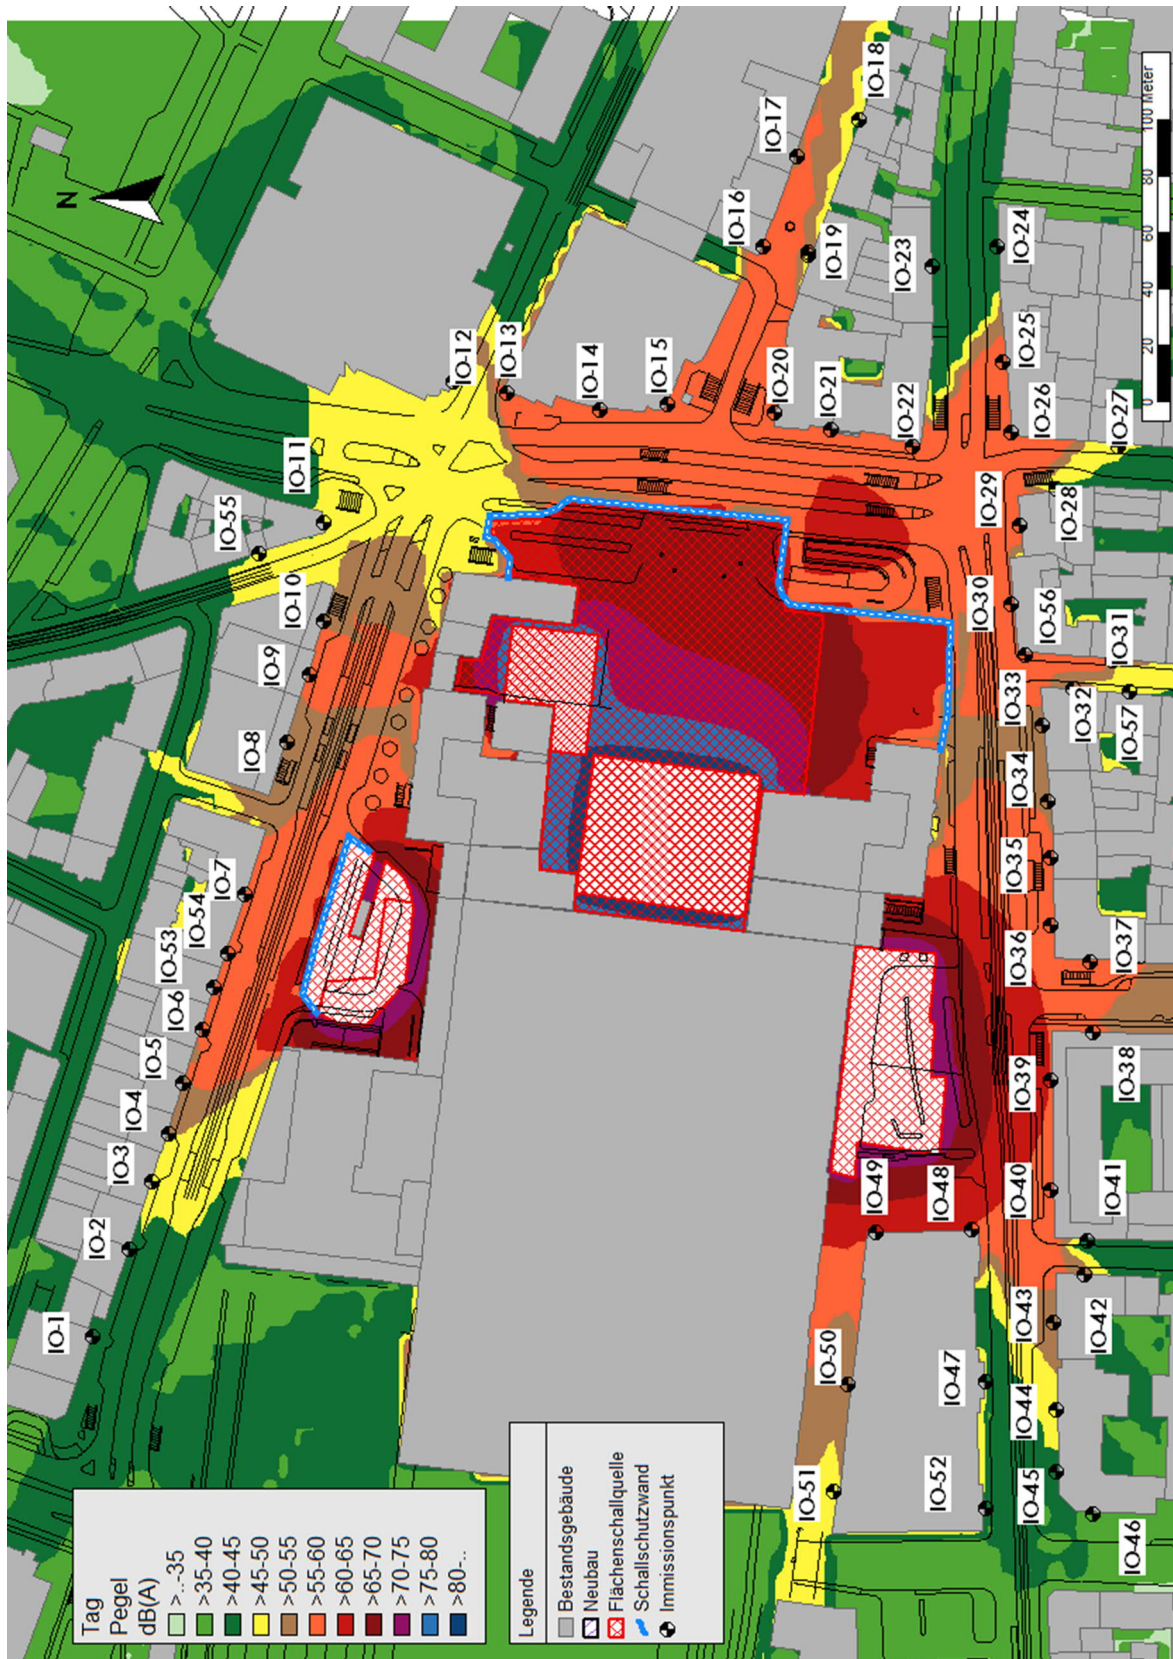 Tag
Pegel
dB(A)
>..-35
>35-40
>40-45
>45-50
>50-55
>55-60
>60-65
>65-70
>70-75
>75-80
>80-..
Legende
Bestandsgebäude
Neubau
Flächenschallquelle
Schallschutzwand
Immissionspunkt
N
0 20 40 60 80 100 Meter
IO-1
IO-2
IO-3
IO-4
IO-5
IO-6
IO-53
IO-54
IO-7
IO-8
IO-9
IO-10
IO-55
IO-11
IO-12
IO-13
IO-14
IO-15
IO-16
IO-17
IO-18
IO-19
IO-20
IO-21
IO-22
IO-23
IO-24
IO-25
IO-26
IO-27
IO-28
IO-29
IO-30
IO-56
IO-31
IO-32
IO-57
IO-33
IO-34
IO-35
IO-36
IO-37
IO-38
IO-39
IO-40
IO-41
IO-42
IO-43
IO-44
IO-45
IO-46
IO-47
IO-48
IO-49
IO-50
IO-51
IO-52